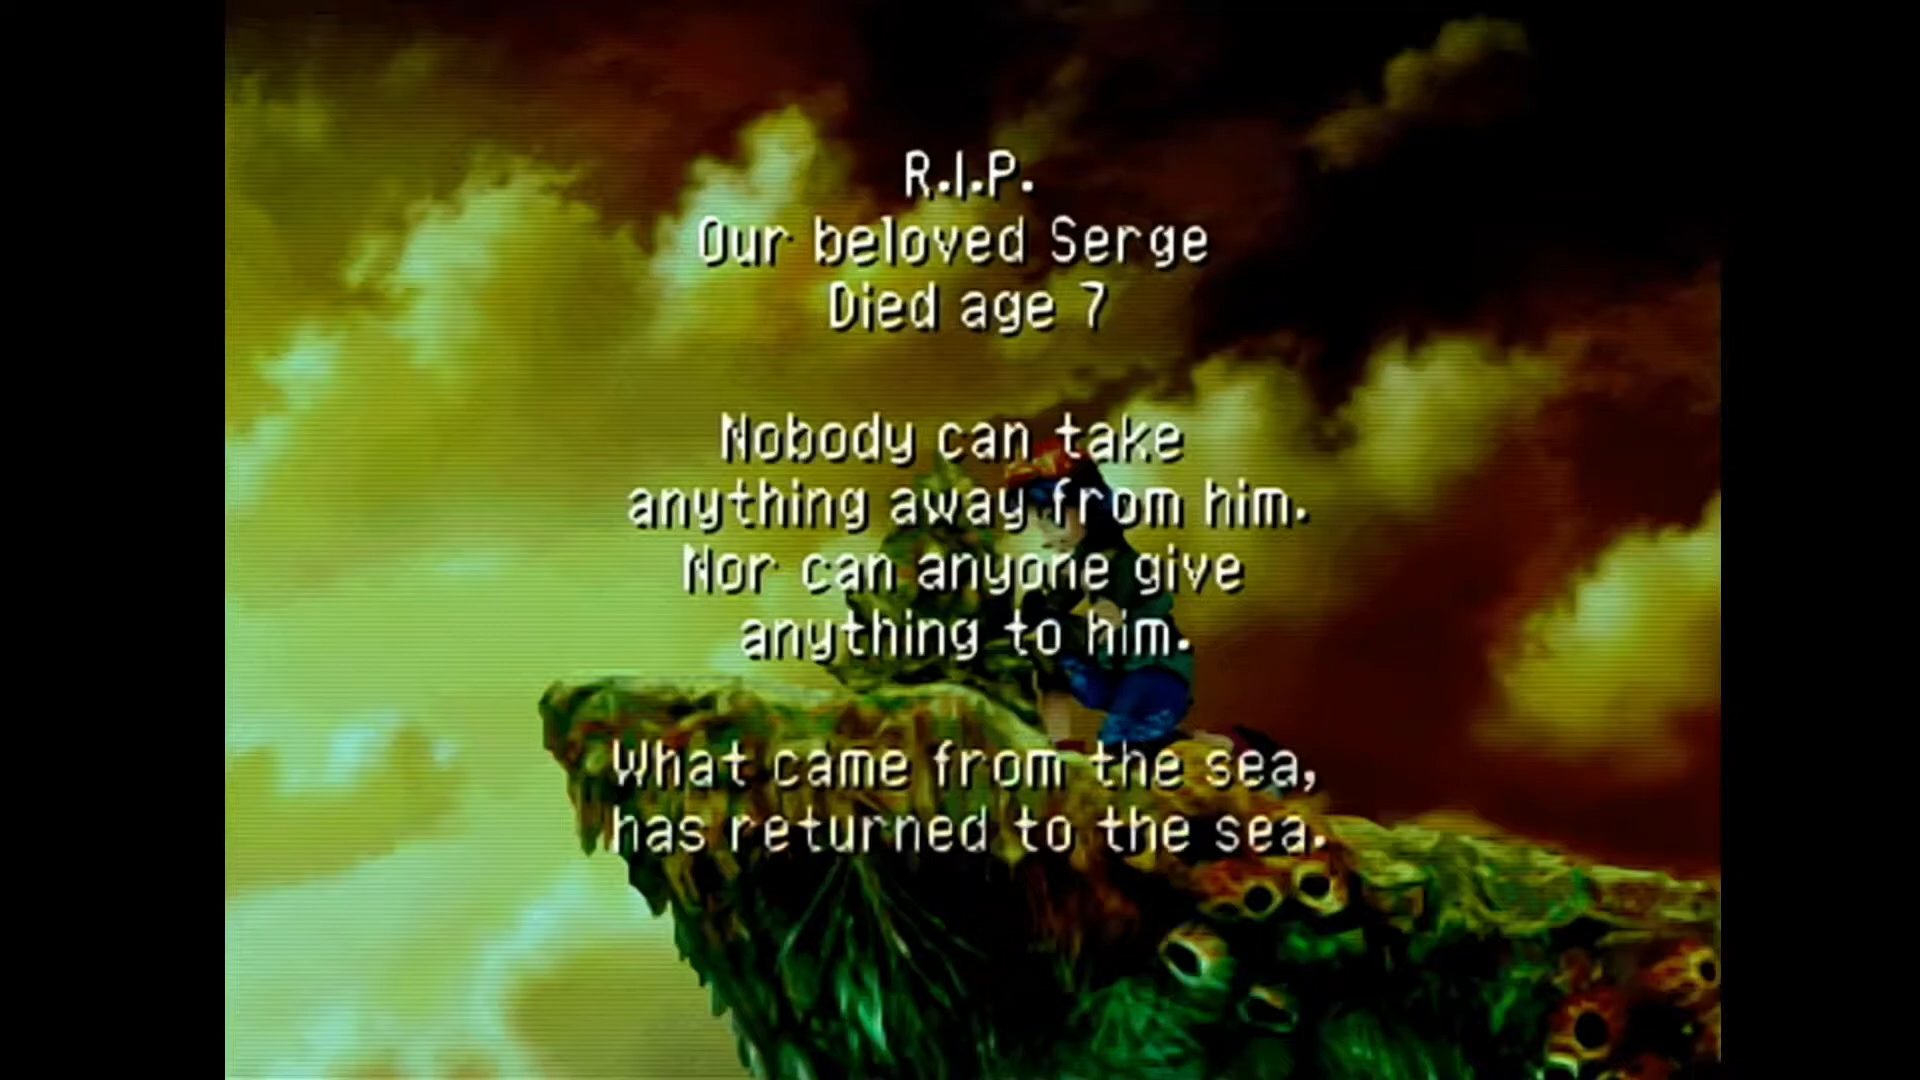 R.I.P.
Our beloved Serge
Died age 7
Nobody can take
anything away from him.
Nor can anyone give
anything to him.
What came from the sea,
has returned to the sea.